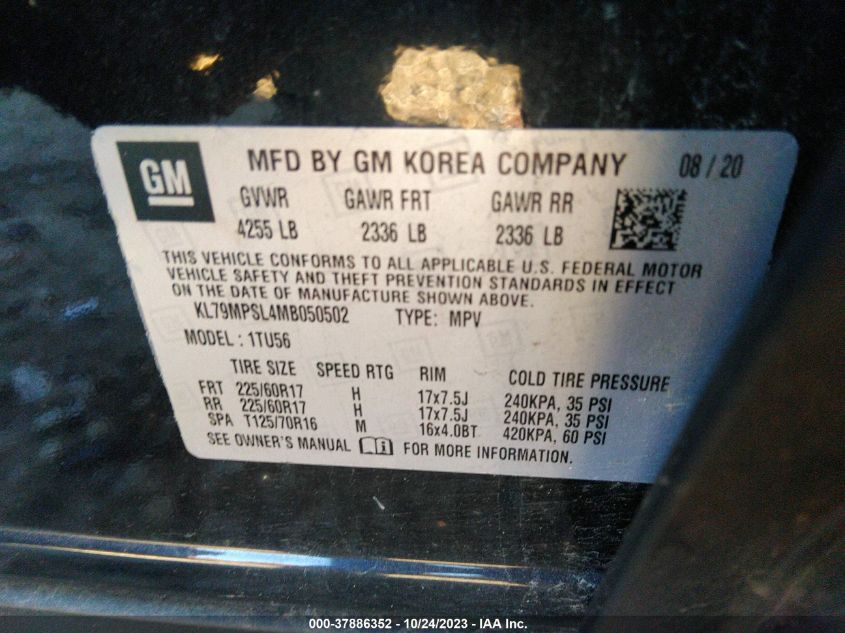 GM
MFD BY GM KOREA COMPANY 08 / 20
GVWR GAWR FRT GAWR RR
4255 LB 2336 LB 2336 LB
THIS VEHICLE CONFORMS TO ALL APPLICABLE U.S. FEDERAL MOTOR
VEHICLE SAFETY AND THEFT PREVENTION STANDARDS IN EFFECT
ON THE DATE OF MANUFACTURE SHOWN ABOVE.
KL79MPSL4MB050502 TYPE: MPV
MODEL : 1TU56
TIRE SIZE SPEED RTG RIM COLD TIRE PRESSURE
FRT 225/60R17 H 17x7.5J 240KPA, 35 PSI
RR 225/60R17 H 17x7.5J 240KPA, 35 PSI
SPA T125/70R16 M 16x4.0BT 420KPA, 60 PSI
SEE OWNER'S MANUAL FOR MORE INFORMATION.
000-37886352 - 10/24/2023 - © IAA Inc.